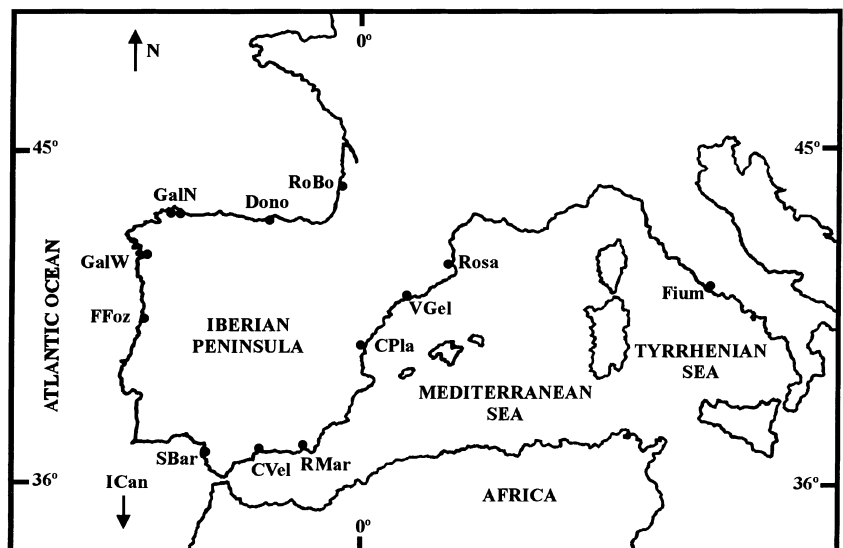 0º
N
45º
45º
RoBo
GalN
Dono
GalW
Rosa
Fium
VGel
FFoz
IBERIAN
PENINSULA
CPla
TYRRHENIAN
SEA
ATLANTIC OCEAN
MEDITERRANEAN
SEA
SBar
CVel
RMar
ICan
36º
36º
AFRICA
0º